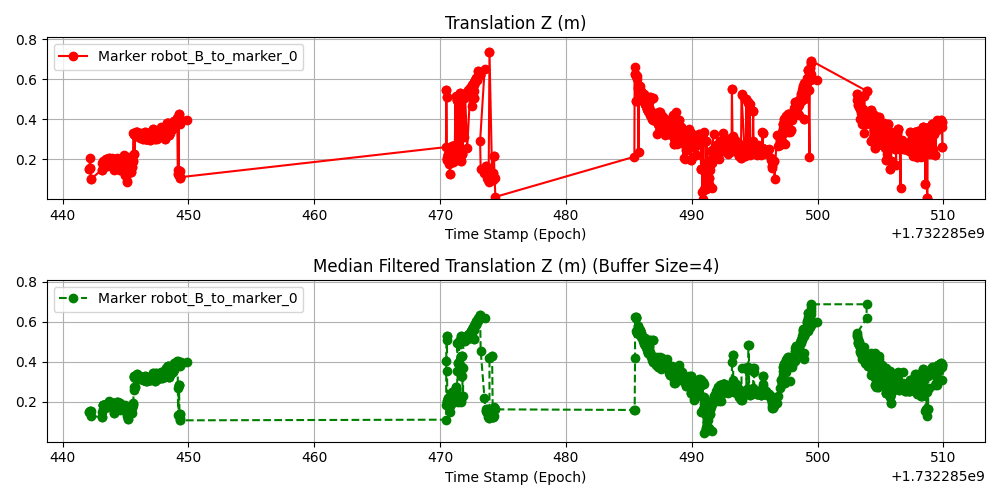 Translation Z (m)
0.8
0.6
0.4
0.2
Marker robot_B_to_marker_0
440 450 460 470 480 490 500 510
Time Stamp (Epoch)
+1.732285e9
Median Filtered Translation Z (m) (Buffer Size=4)
0.8
0.6
0.4
0.2
Marker robot_B_to_marker_0
440 450 460 470 480 490 500 510
Time Stamp (Epoch)
+1.732285e9